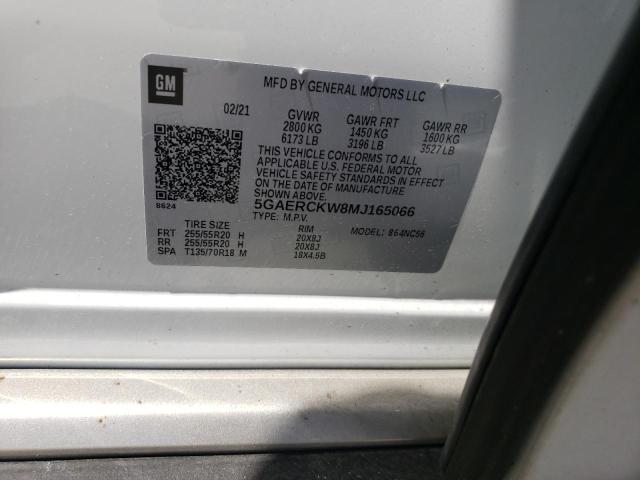 GM
MFD BY GENERAL MOTORS LLC
02/21
GVWR GAWR FRT GAWR RR
2800 KG 1450 KG 1600 KG
6173 LB 3196 LB 3527 LB
THIS VEHICLE CONFORMS TO ALL
APPLICABLE U.S. FEDERAL MOTOR
VEHICLE SAFETY STANDARDS IN EFFECT
ON THE DATE OF MANUFACTURE.
5GAERCKW8MJ165066
8624
TYPE: M.P.V.
MODEL: 864NC56
TIRE SIZE RIM
FRT 255/55R20 H 20X8J
RR 255/55R20 H 20X8J
SPA T135/70R18 M 18X4.5B